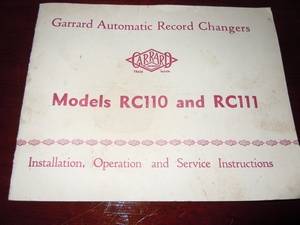 Garrard Automatic Record Changers
GARRARD
TRADE MARK
Models RC110 and RC111
Installation, Operation and Service Instructions